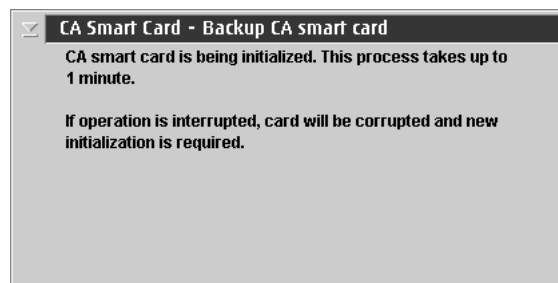 CA Smart Card - Backup CA smart card
CA smart card is being initialized. This process takes up to
1 minute.
If operation is interrupted, card will be corrupted and new
initialization is required.